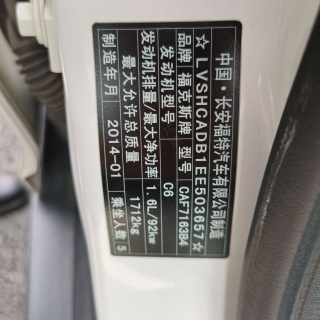 中国·长安福特汽车有限公司制造
☆LVSHCADB1EE503657☆
品牌 福克斯牌 型号 CAF7163B4
发动机型号 C6
发动机排量/最大净功率 1.6L/92kw
最大允许总质量 1712kg
制造年月 2014-01 乘坐人数 5